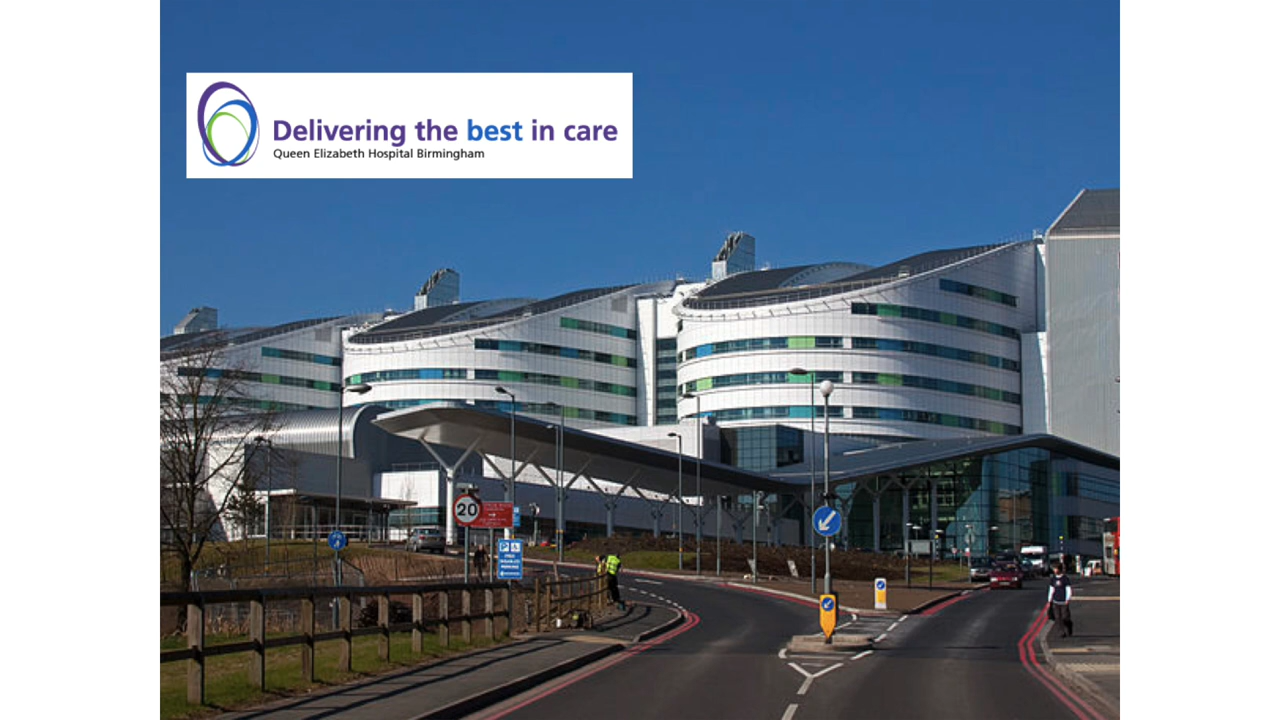 Delivering the best in care
Queen Elizabeth Hospital Birmingham
20
P